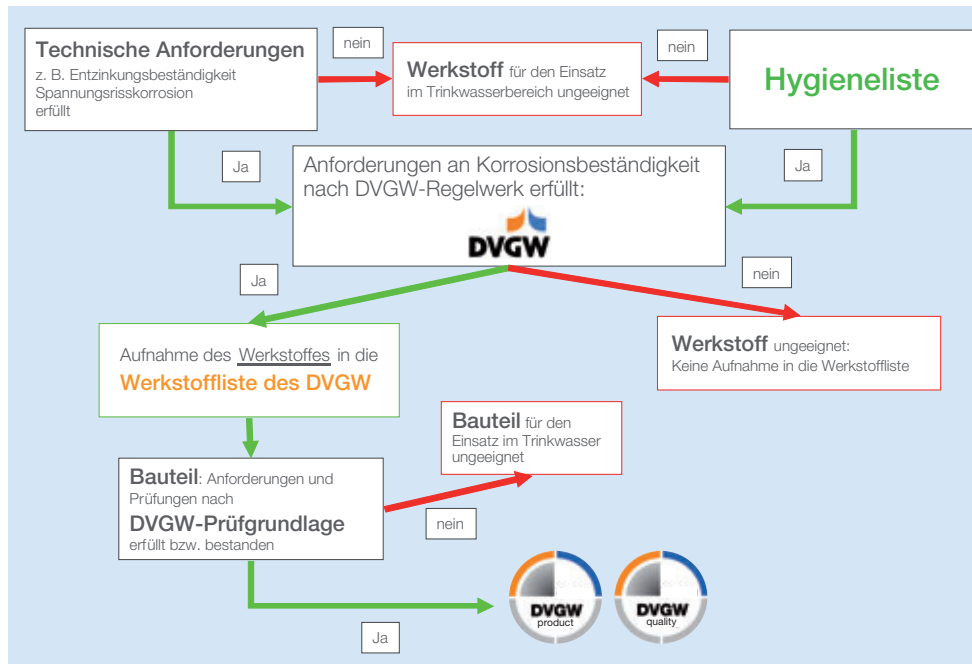 Technische Anforderungen
z. B. Entzinkungsbeständigkeit
Spannungsrisskorrosion
erfüllt
nein
Werkstoff für den Einsatz
im Trinkwasserbereich ungeeignet
nein
Hygieneliste
Ja
Anforderungen an Korrosionsbeständigkeit
nach DVGW-Regelwerk erfüllt:
DVGW
Ja
Ja
nein
Aufnahme des Werkstoffes in die
Werkstoffliste des DVGW
Werkstoff ungeeignet:
Keine Aufnahme in die Werkstoffliste
Bauteil für den
Einsatz im Trinkwasser
ungeeignet
Bauteil: Anforderungen und
Prüfungen nach
DVGW-Prüfgrundlage
erfüllt bzw. bestanden
nein
Ja
DVGW
product
DVGW
quality